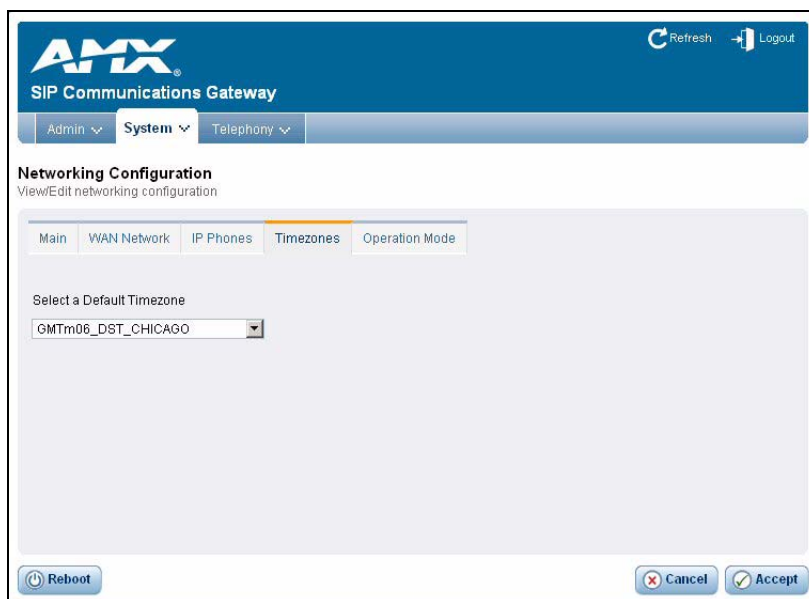 Refresh Logout
AMX®
SIP Communications Gateway
Admin System Telephony
Networking Configuration
View/Edit networking configuration
Main WAN Network IP Phones Timezones Operation Mode
Select a Default Timezone
GMTm06_DST_CHICAGO
Reboot Cancel Accept